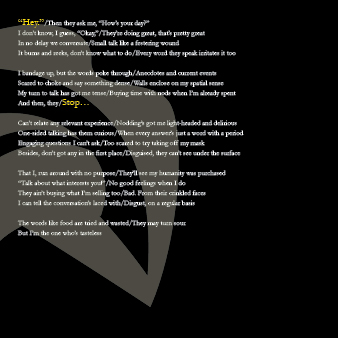 "Hey,"/Then they ask me, "How's your day?"
I don't know, I guess, "Okay,"/They're doing great, that's pretty great
In no delay we conversate/Small talk like a festering wound
It burns and reeks, don't know what to do/Every word they speak irritates it too
I bandage up, but the words poke through/Anecdotes and current events
Scared to choke and say something dense/Walls enclose on my spatial sense
My turn to talk has got me tense/Buying time with nods when I'm already spent
And then, they/Stop…
Can't relate any relevant experience/Nodding's got me light-headed and delirious
One-sided talking has them curious/When every answer's just a word with a period
Engaging questions I can't ask/Too scared to try taking off my mask
Besides, don't got any in the first place/Disguised, they can't see under the surface
That I, run around with no purpose/They'll see my humanity was purchased
"Talk about what interests you!"/No good feelings when I do
They ain't buying what I'm selling too/Bad. From their crinkled faces
I can tell the conversation's laced with/Disgust, on a regular basis
The words like food are tried and wasted/They may turn sour
But I'm the one who's tasteless